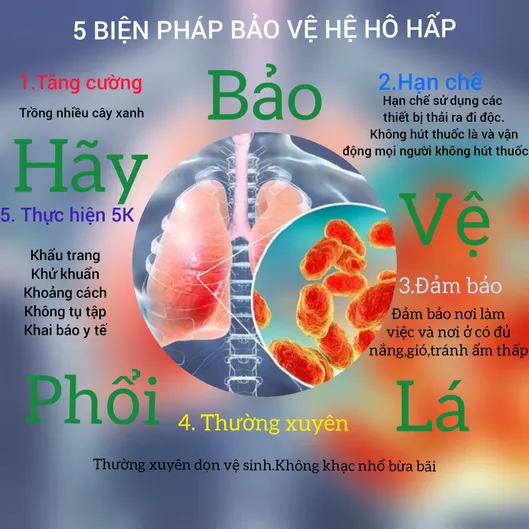 5 BIỆN PHÁP BẢO VỆ HỆ HÔ HẤP
1.Tăng cường
Trồng nhiều cây xanh
Bảo
2.Hạn chế
Hạn chế sử dụng các
thiết bị thải ra đi độc.
Không hút thuốc là và vận
động mọi người không hút thuốc
Hãy
Vệ
5. Thực hiện 5K
Khẩu trang
Khử khuẩn
Khoảng cách
Không tụ tập
Khai báo y tế
3.Đảm bảo
Đảm bảo nơi làm
việc và nơi ở có đủ
nắng,gió,tránh ẩm thấp
Phổi
Lá
4. Thường xuyên
Thường xuyên dọn vệ sinh.Không khạc nhổ bừa bãi